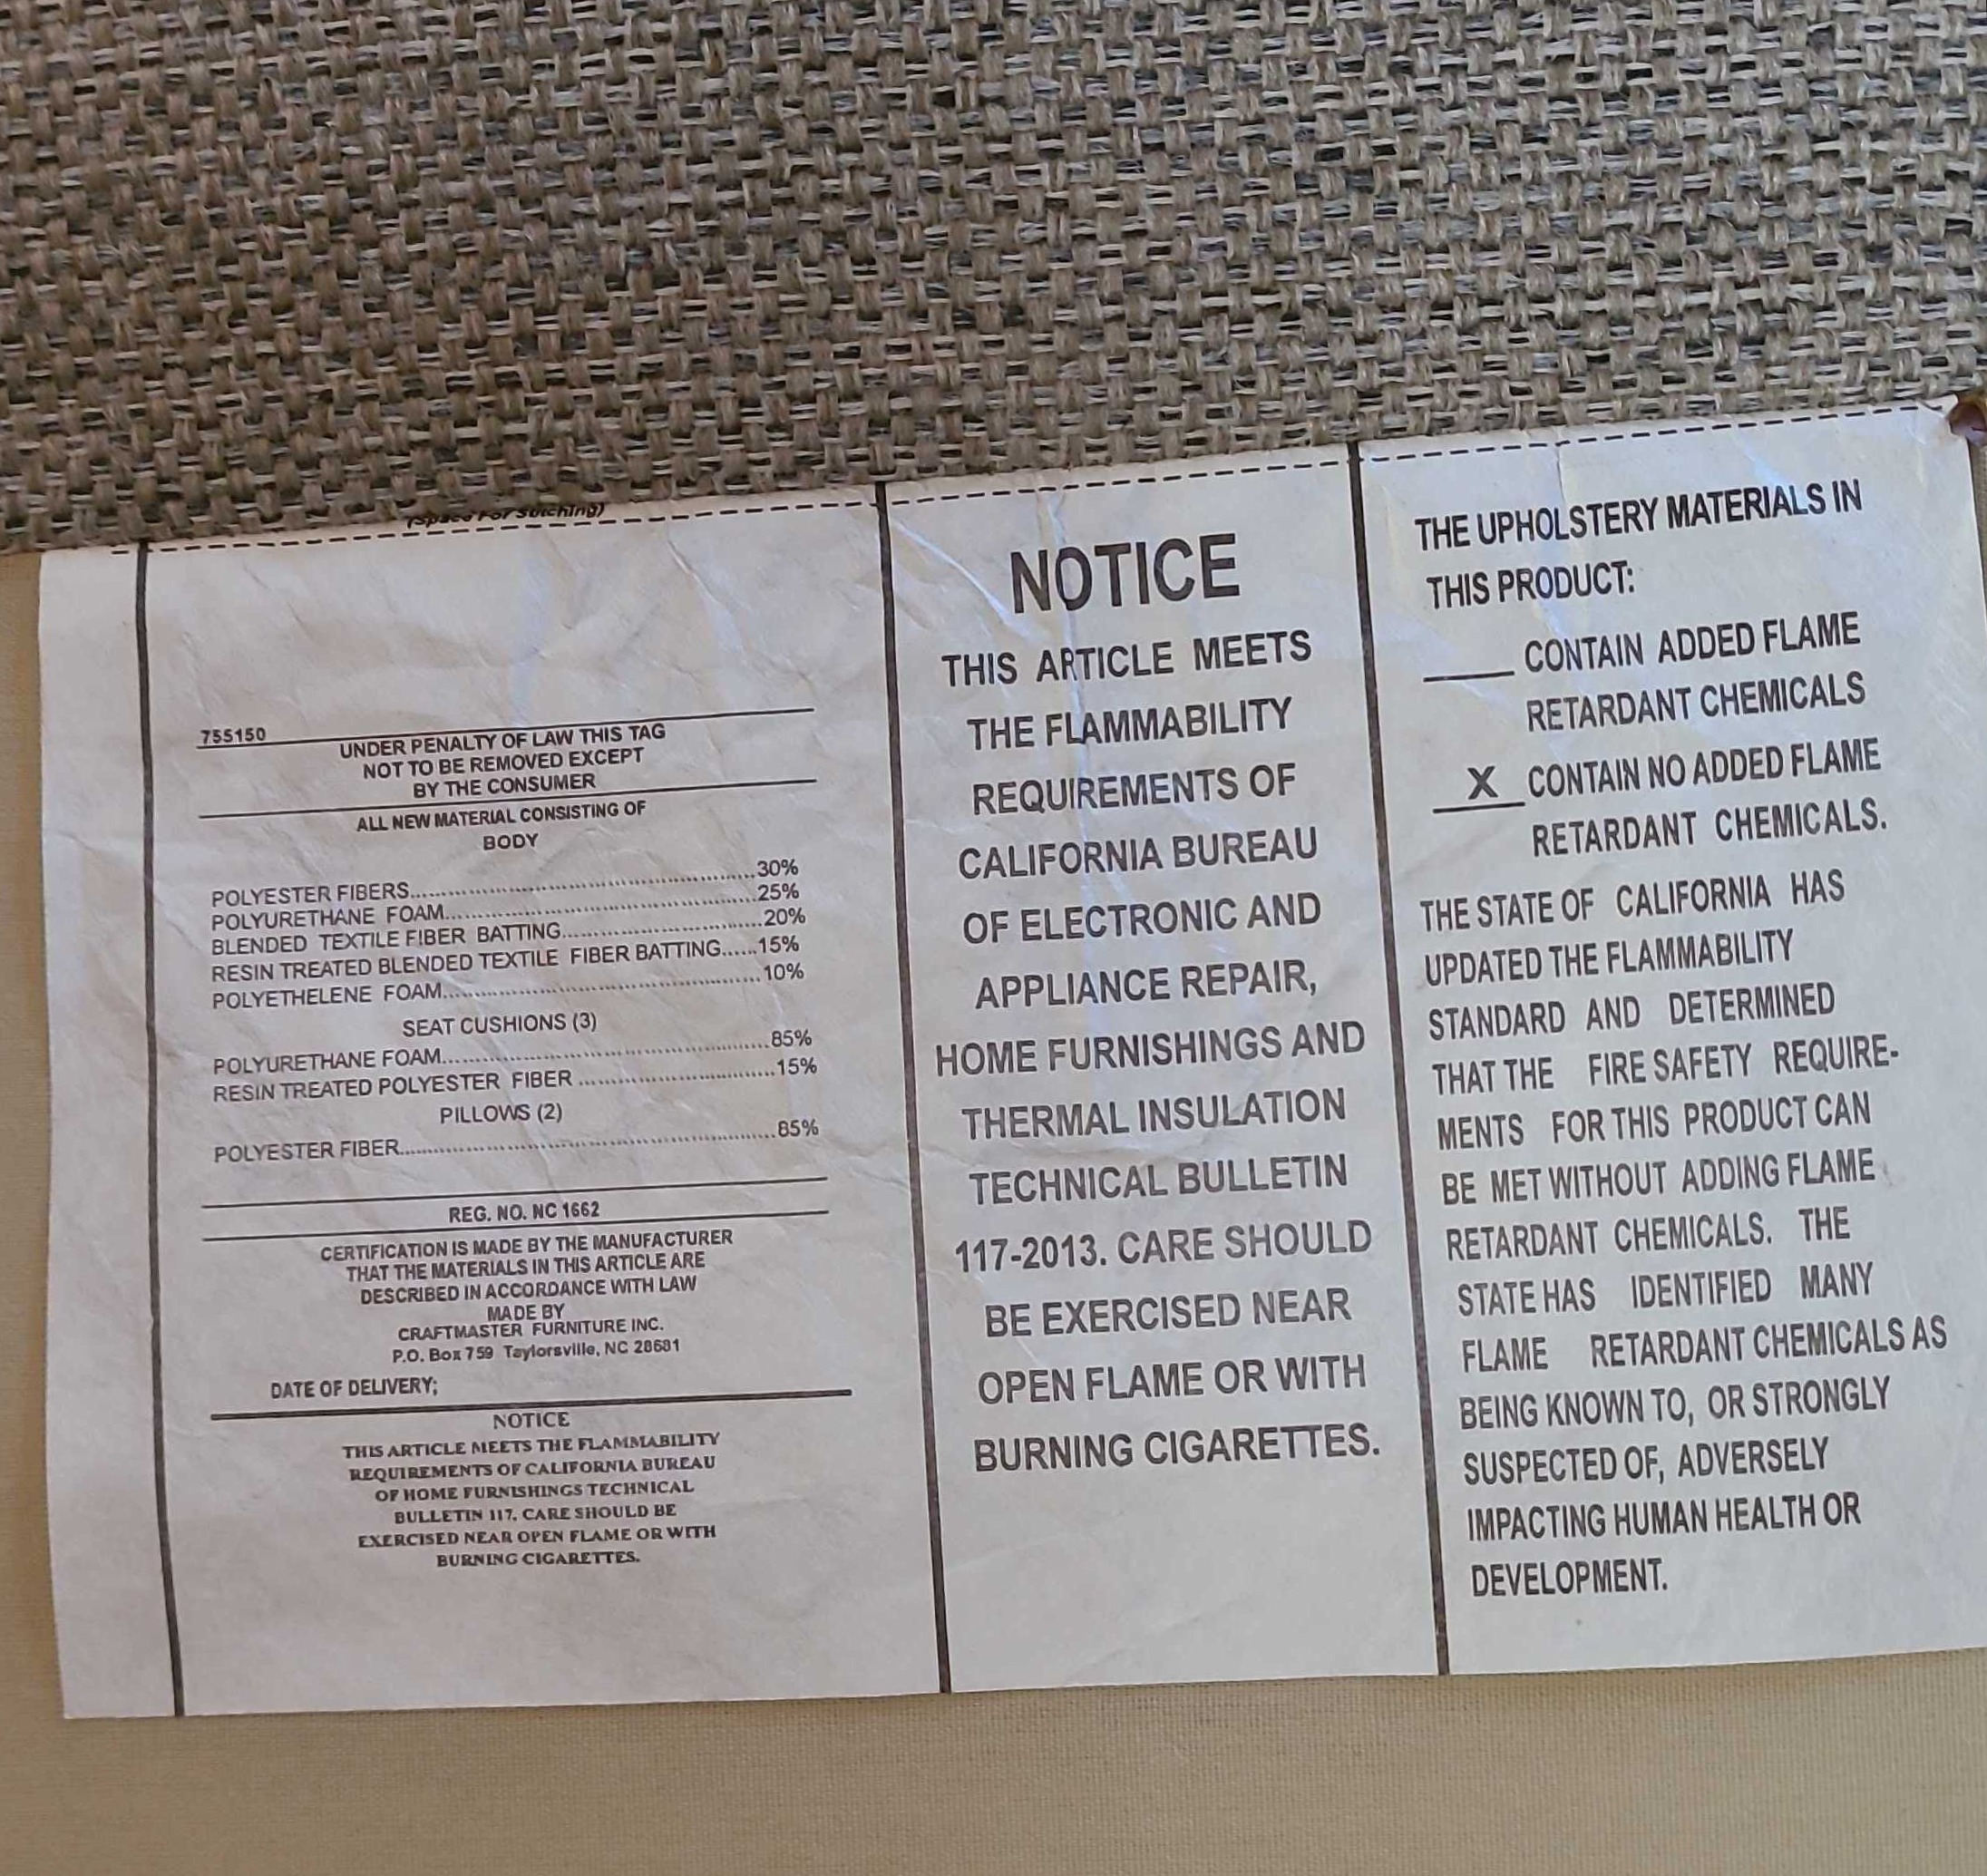 (Space For Stitching)
755150
UNDER PENALTY OF LAW THIS TAG
NOT TO BE REMOVED EXCEPT
BY THE CONSUMER
ALL NEW MATERIAL CONSISTING OF
BODY
POLYESTER FIBERS..........30%
POLYURETHANE FOAM..........25%
BLENDED TEXTILE FIBER BATTING..........20%
RESIN TREATED BLENDED TEXTILE FIBER BATTING......15%
POLYETHELENE FOAM..........10%
SEAT CUSHIONS (3)
POLYURETHANE FOAM..........85%
RESIN TREATED POLYESTER FIBER ..........15%
PILLOWS (2)
POLYESTER FIBER..........85%
REG. NO. NC 1662
CERTIFICATION IS MADE BY THE MANUFACTURER
THAT THE MATERIALS IN THIS ARTICLE ARE
DESCRIBED IN ACCORDANCE WITH LAW
MADE BY
CRAFTMASTER FURNITURE INC.
P.O. Box 759 Taylorsville, NC 28681
DATE OF DELIVERY;
NOTICE
THIS ARTICLE MEETS THE FLAMMABILITY
REQUIREMENTS OF CALIFORNIA BUREAU
OF HOME FURNISHINGS TECHNICAL
BULLETIN 117. CARE SHOULD BE
EXERCISED NEAR OPEN FLAME OR WITH
BURNING CIGARETTES.
NOTICE
THIS ARTICLE MEETS
THE FLAMMABILITY
REQUIREMENTS OF
CALIFORNIA BUREAU
OF ELECTRONIC AND
APPLIANCE REPAIR,
HOME FURNISHINGS AND
THERMAL INSULATION
TECHNICAL BULLETIN
117-2013. CARE SHOULD
BE EXERCISED NEAR
OPEN FLAME OR WITH
BURNING CIGARETTES.
THE UPHOLSTERY MATERIALS IN
THIS PRODUCT:
____ CONTAIN ADDED FLAME
RETARDANT CHEMICALS
X CONTAIN NO ADDED FLAME
RETARDANT CHEMICALS.
THE STATE OF CALIFORNIA HAS
UPDATED THE FLAMMABILITY
STANDARD AND DETERMINED
THAT THE FIRE SAFETY REQUIRE-
MENTS FOR THIS PRODUCT CAN
BE MET WITHOUT ADDING FLAME
RETARDANT CHEMICALS. THE
STATE HAS IDENTIFIED MANY
FLAME RETARDANT CHEMICALS AS
BEING KNOWN TO, OR STRONGLY
SUSPECTED OF, ADVERSELY
IMPACTING HUMAN HEALTH OR
DEVELOPMENT.